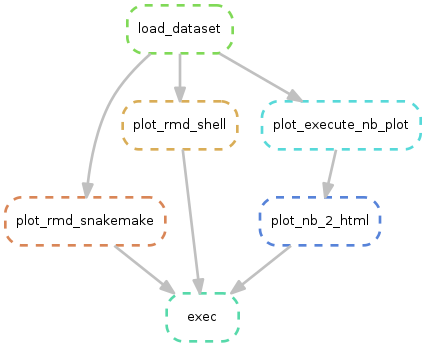 load_dataset
plot_rmd_shell
plot_execute_nb_plot
plot_rmd_snakemake
plot_nb_2_html
exec